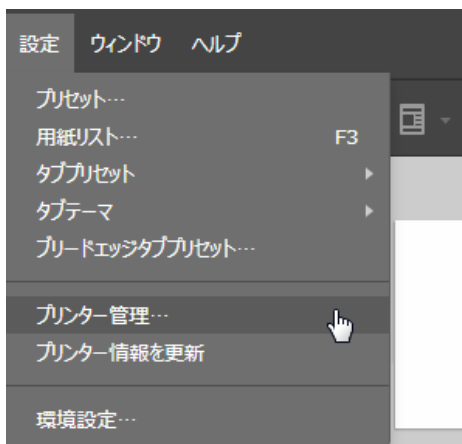 設定 ウィンドウ ヘルプ
プリセット…
用紙リスト… F3
タブプリセット
タブテーマ
ブリードエッジタブプリセット…
プリンター管理…
プリンター情報を更新
環境設定…